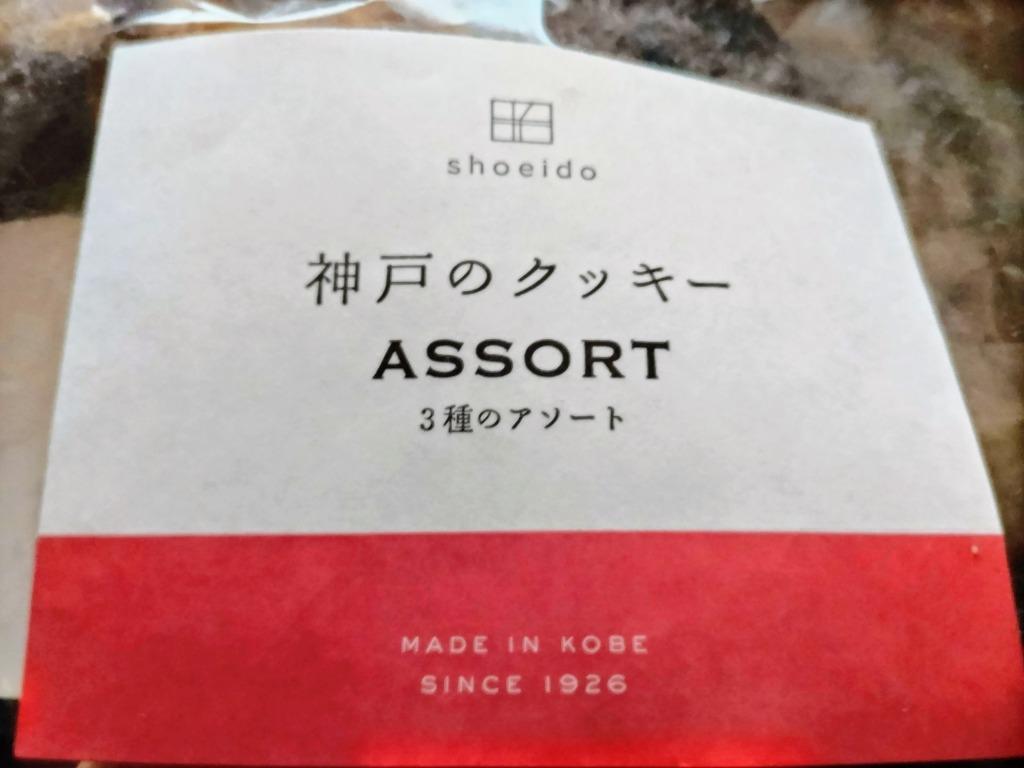 shoeido
神戸のクッキー
ASSORT
3種のアソート
MADE IN KOBE
SINCE 1926